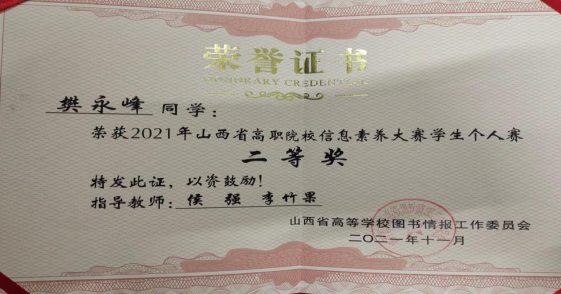 荣誉证书
HONORARY CREDENTIAL
樊永峰 同学：
荣获2021年山西省高职院校信息素养大赛学生个人赛
二等奖
特发此证，以资鼓励！
指导教师：侯 强 李竹果
山西省高等学校图书情报工作委员会
二〇二一年十一月